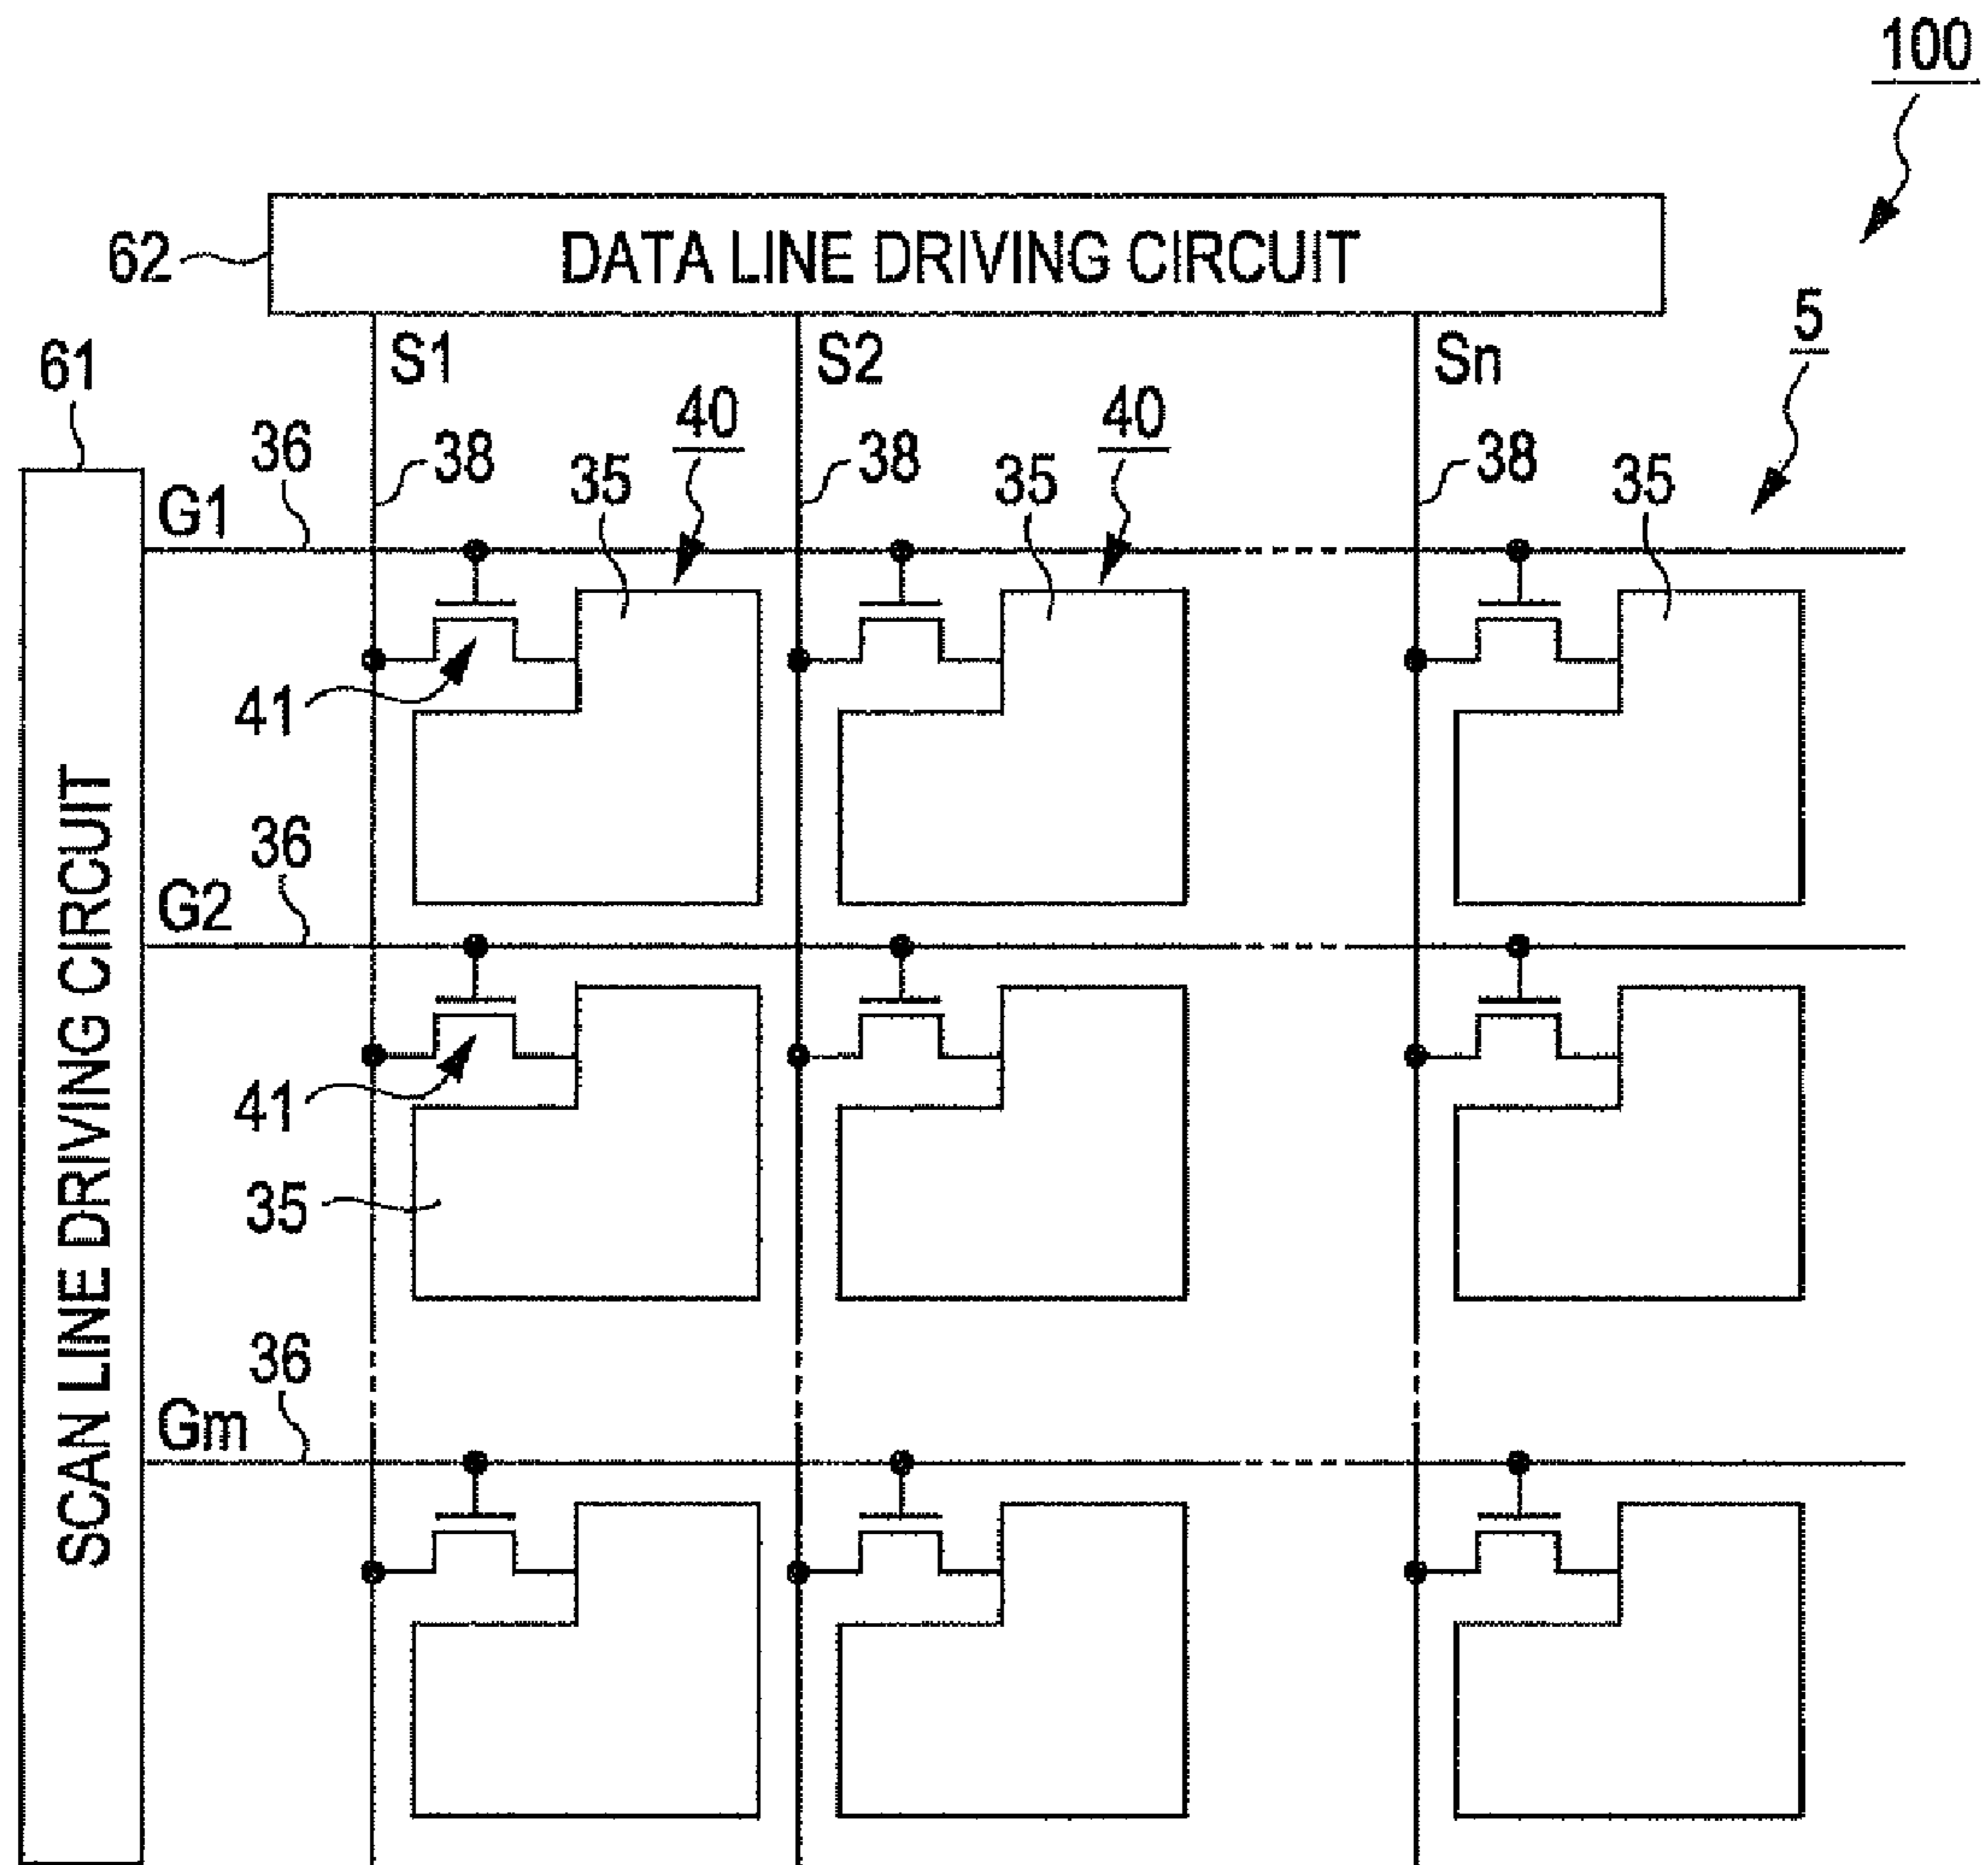 100
62
DATA LINE DRIVING CIRCUIT
5
61
S1
S2
Sn
40
40
36
38
35
38
35
38
35
G1
41
SCAN LINE DRIVING CIRCUIT
36
G2
41
35
36
Gm